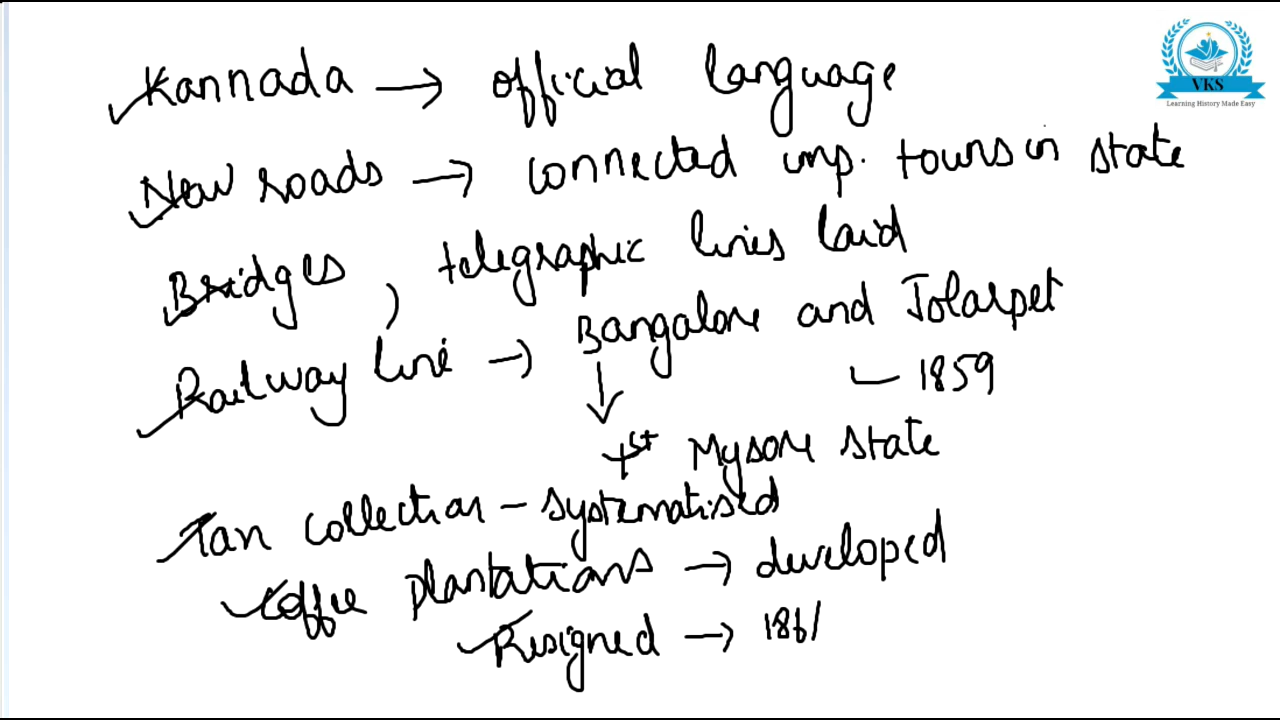 Kannada → official language
New roads → connected imp. towns in state
Bridges, telegraphic lines laid
Railway line → Bangalore and Jolarpet
- 1859
↓
1st Mysore state
Tax collection - systematised
Coffee plantations → developed
Resigned → 1861
VKS
Learning History Made Easy